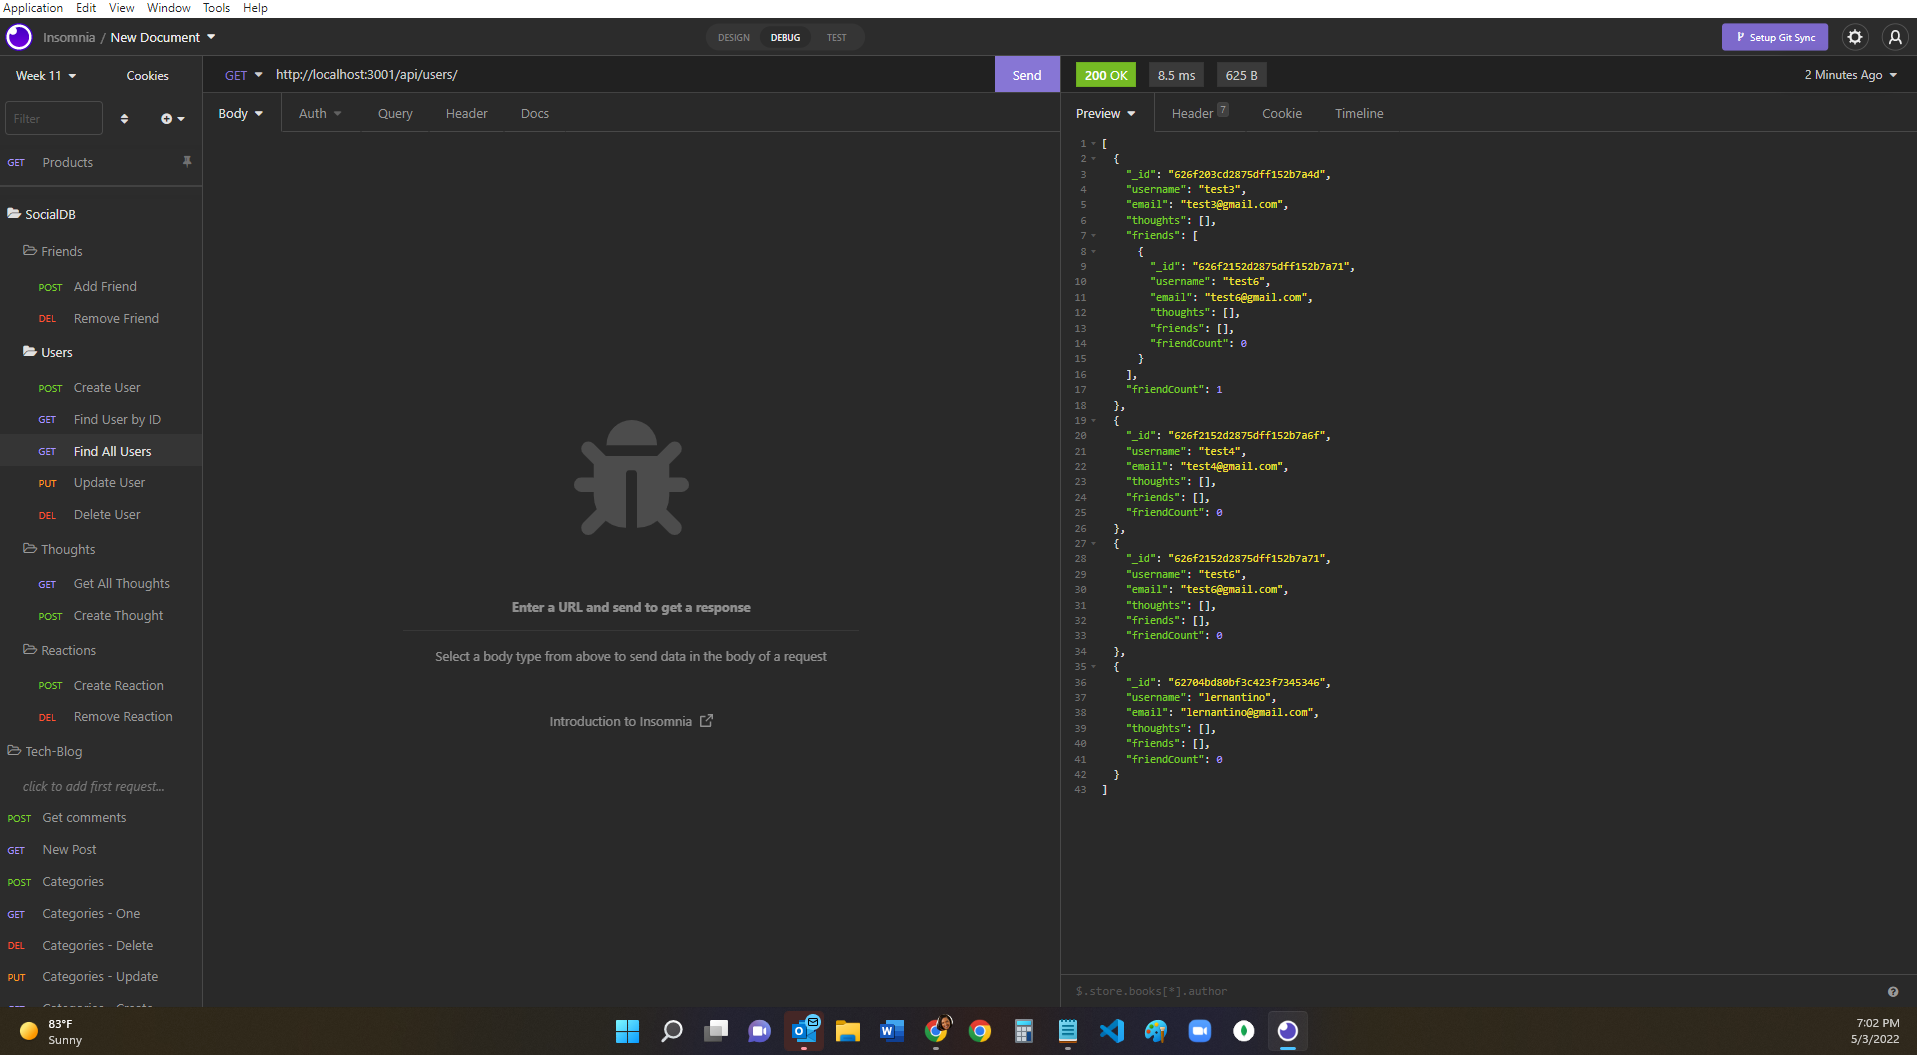 Application Edit View Window Tools Help
Insomnia / New Document
DESIGN DEBUG TEST
Setup Git Sync
Week 11 Cookies
GET http://localhost:3001/api/users/ Send
200 OK 8.5 ms 625 B 2 Minutes Ago
Filter
Body Auth Query Header Docs
Preview Header 7 Cookie Timeline
GET Products
SocialDB
Friends
POST Add Friend
DEL Remove Friend
Users
POST Create User
GET Find User by ID
GET Find All Users
PUT Update User
DEL Delete User
Thoughts
GET Get All Thoughts
POST Create Thought
Reactions
POST Create Reaction
DEL Remove Reaction
Tech-Blog
click to add first request...
POST Get comments
GET New Post
POST Categories
GET Categories - One
DEL Categories - Delete
PUT Categories - Update
Enter a URL and send to get a response
Select a body type from above to send data in the body of a request
Introduction to Insomnia
1 [
2 {
3 "_id": "626f203cd2875dff152b7a4d",
4 "username": "test3",
5 "email": "test3@gmail.com",
6 "thoughts": [],
7 "friends": [
8 {
9 "_id": "626f2152d2875dff152b7a71",
10 "username": "test6",
11 "email": "test6@gmail.com",
12 "thoughts": [],
13 "friends": [],
14 "friendCount": 0
15 }
16 ],
17 "friendCount": 1
18 },
19 {
20 "_id": "626f2152d2875dff152b7a6f",
21 "username": "test4",
22 "email": "test4@gmail.com",
23 "thoughts": [],
24 "friends": [],
25 "friendCount": 0
26 },
27 {
28 "_id": "626f2152d2875dff152b7a71",
29 "username": "test6",
30 "email": "test6@gmail.com",
31 "thoughts": [],
32 "friends": [],
33 "friendCount": 0
34 },
35 {
36 "_id": "62704bd80bf3c423f7345346",
37 "username": "lernantino",
38 "email": "lernantino@gmail.com",
39 "thoughts": [],
40 "friends": [],
41 "friendCount": 0
42 }
43 ]
$.store.books[*].author
83°F
Sunny
7:02 PM
5/3/2022